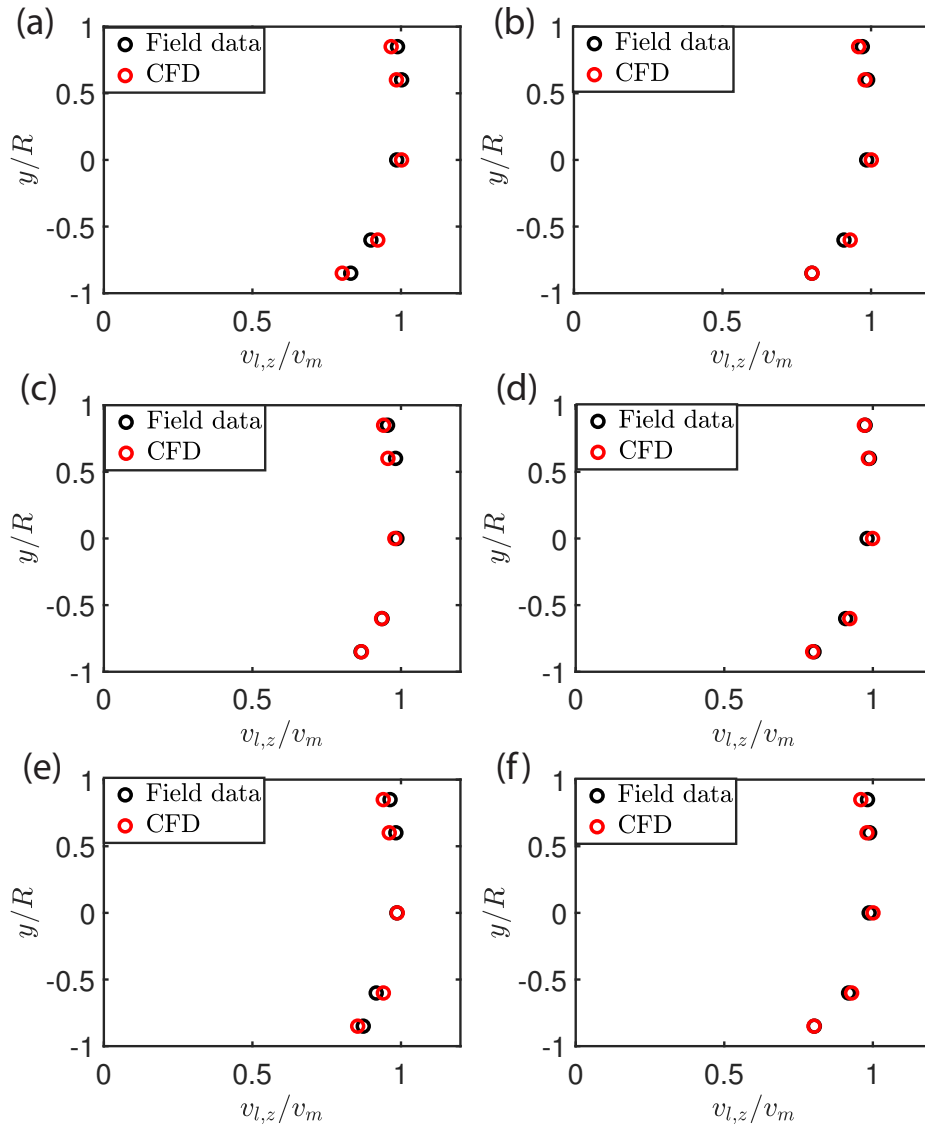 (a)
1
0.5
0
-0.5
-1
y/R
Field data
CFD
0
0.5
1
v_{l,z}/v_m
(b)
1
0.5
0
-0.5
-1
y/R
Field data
CFD
0
0.5
1
v_{l,z}/v_m
(c)
1
0.5
0
-0.5
-1
y/R
Field data
CFD
0
0.5
1
v_{l,z}/v_m
(d)
1
0.5
0
-0.5
-1
y/R
Field data
CFD
0
0.5
1
v_{l,z}/v_m
(e)
1
0.5
0
-0.5
-1
y/R
Field data
CFD
0
0.5
1
v_{l,z}/v_m
(f)
1
0.5
0
-0.5
-1
y/R
Field data
CFD
0
0.5
1
v_{l,z}/v_m